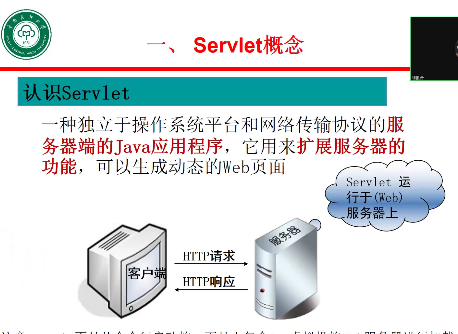 一、 Servlet概念
认识Servlet
一种独立于操作系统平台和网络传输协议的服
务器端的Java应用程序，它用来扩展服务器的
功能，可以生成动态的Web页面
Servlet 运
行于(Web)
服务器上
服务器
HTTP请求
客户端
HTTP响应